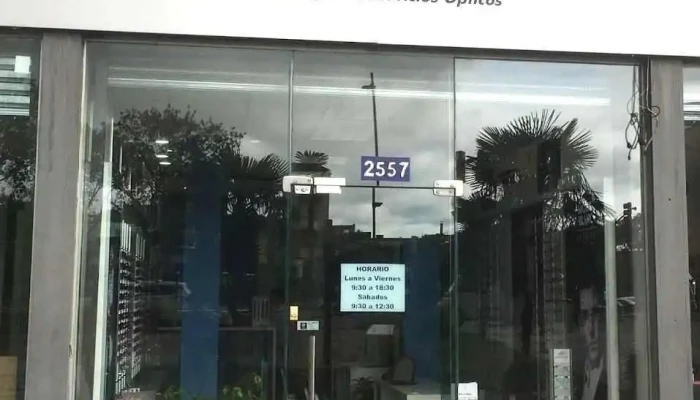 Ópticos
2557
HORARIO
Lunes a Viernes
9:30 a 18:30
Sábados
9:30 a 12:30